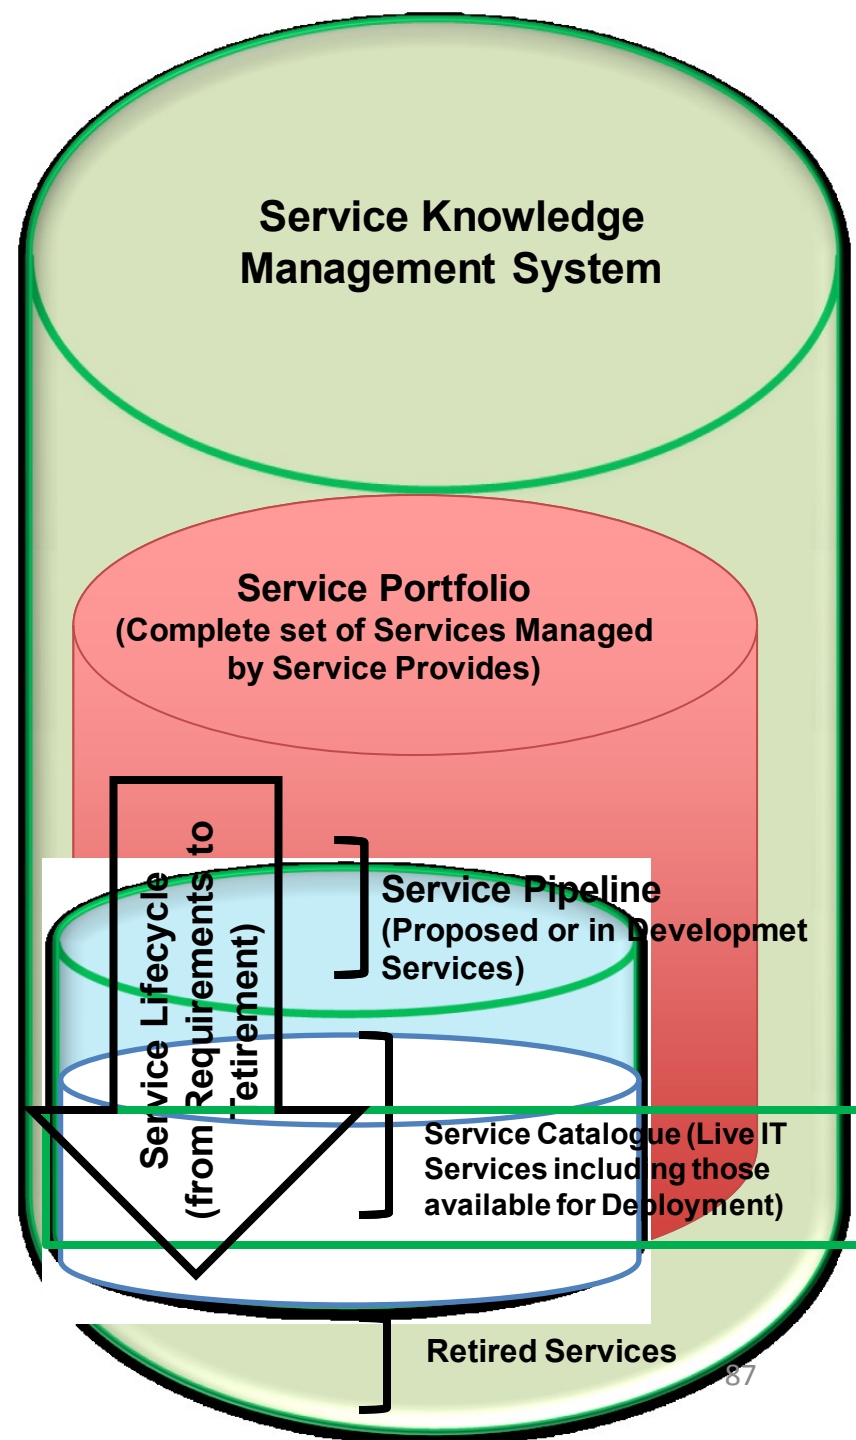 Service Knowledge
Management System
Service Portfolio
(Complete set of Services Managed
by Service Provides)
Service Lifecycle
(from Requirements to
Tetirement)
Service Pipeline
(Proposed or in Developmet
Services)
Service Catalogue (Live IT
Services including those
available for Deployment)
Retired Services
87